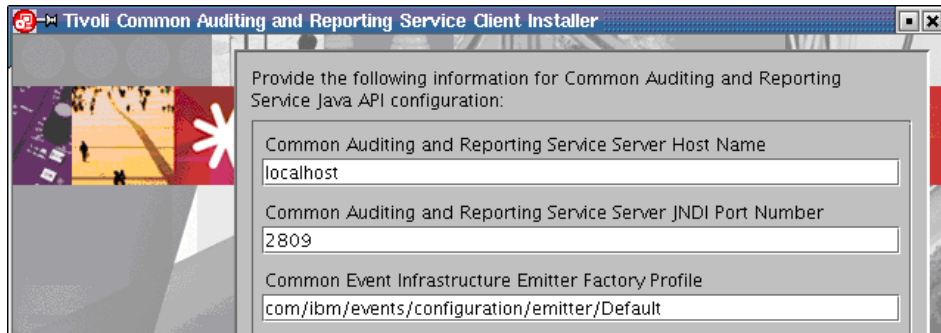 Tivoli Common Auditing and Reporting Service Client Installer
Provide the following information for Common Auditing and Reporting
Service Java API configuration:
Common Auditing and Reporting Service Server Host Name
localhost
Common Auditing and Reporting Service Server JNDI Port Number
2809
Common Event Infrastructure Emitter Factory Profile
com/ibm/events/configuration/emitter/Default